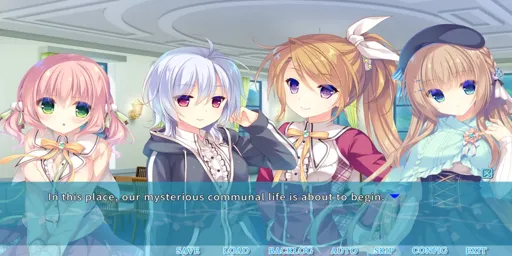 In this place, our mysterious communal life is about to begin.
SAVE LOAD BACKLOG AUTO SKIP CONFIG EXIT